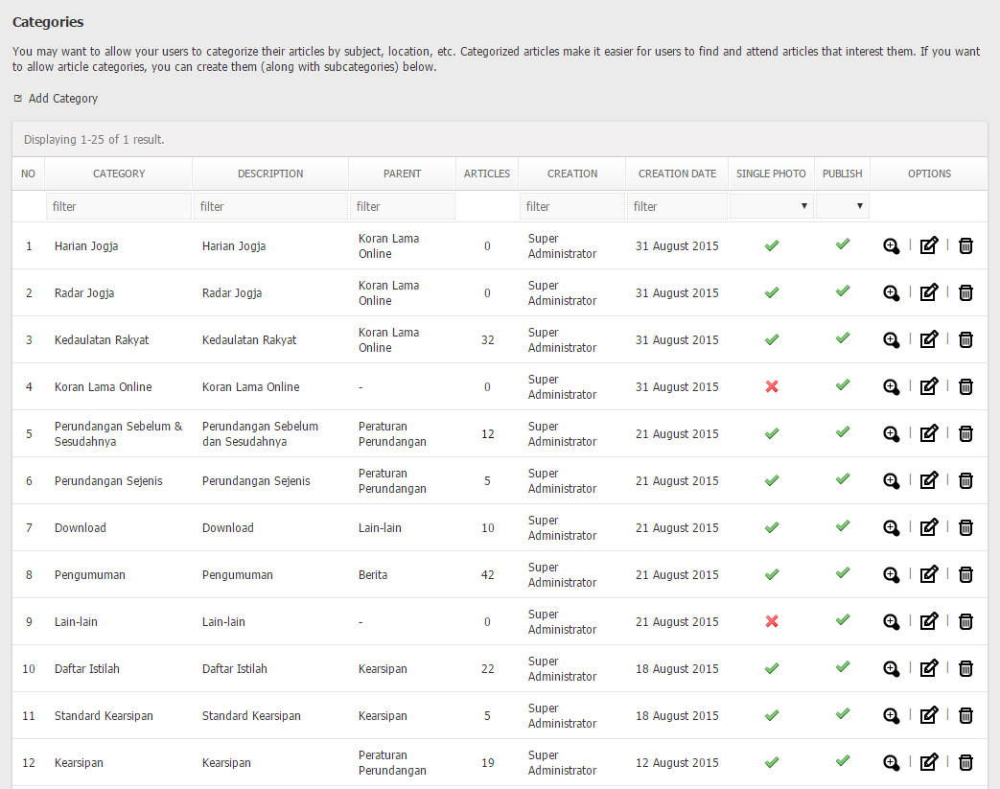 Categories
You may want to allow your users to categorize their articles by subject, location, etc. Categorized articles make it easier for users to find and attend articles that interest them. If you want
to allow article categories, you can create them (along with subcategories) below.
Add Category
Displaying 1-25 of 1 result.
NO CATEGORY DESCRIPTION PARENT ARTICLES CREATION CREATION DATE SINGLE PHOTO PUBLISH OPTIONS
filter filter filter filter filter
1 Harian Jogja Harian Jogja Koran Lama Online 0 Super Administrator 31 August 2015 | |
2 Radar Jogja Radar Jogja Koran Lama Online 0 Super Administrator 31 August 2015 | |
3 Kedaulatan Rakyat Kedaulatan Rakyat Koran Lama Online 32 Super Administrator 31 August 2015 | |
4 Koran Lama Online Koran Lama Online - 0 Super Administrator 31 August 2015 | |
5 Perundangan Sebelum & Sesudahnya Perundangan Sebelum dan Sesudahnya Peraturan Perundangan 12 Super Administrator 21 August 2015 | |
6 Perundangan Sejenis Perundangan Sejenis Peraturan Perundangan 5 Super Administrator 21 August 2015 | |
7 Download Download Lain-lain 10 Super Administrator 21 August 2015 | |
8 Pengumuman Pengumuman Berita 42 Super Administrator 21 August 2015 | |
9 Lain-lain Lain-lain - 0 Super Administrator 21 August 2015 | |
10 Daftar Istilah Daftar Istilah Kearsipan 22 Super Administrator 18 August 2015 | |
11 Standard Kearsipan Standard Kearsipan Kearsipan 5 Super Administrator 18 August 2015 | |
12 Kearsipan Kearsipan Peraturan Perundangan 19 Super Administrator 12 August 2015 | |